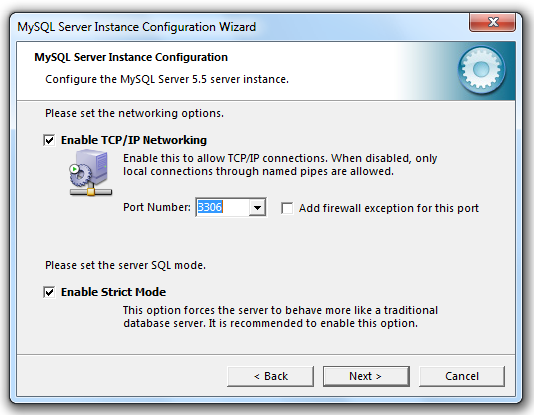 MySQL Server Instance Configuration Wizard
MySQL Server Instance Configuration
Configure the MySQL Server 5.5 server instance.
Please set the networking options.
Enable TCP/IP Networking
Enable this to allow TCP/IP connections. When disabled, only
local connections through named pipes are allowed.
Port Number: 3306 Add firewall exception for this port
Please set the server SQL mode.
Enable Strict Mode
This option forces the server to behave more like a traditional
database server. It is recommended to enable this option.
< Back Next > Cancel